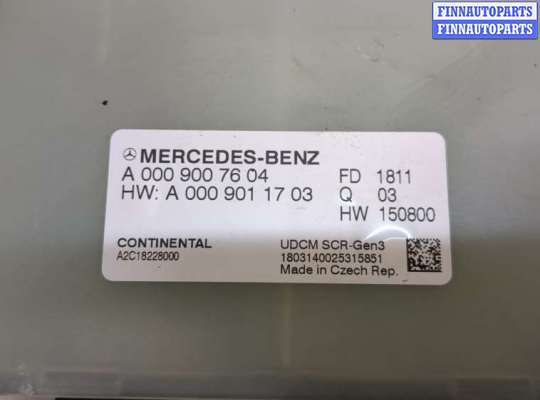 FINNAUTOPARTS
FINNAUTOPARTS
MERCEDES-BENZ
A 000 900 76 04 FD 1811
HW: A 000 901 17 03 Q 03
HW 150800
CONTINENTAL UDCM SCR-Gen3
A2C18228000 1803140025315851
Made in Czech Rep.